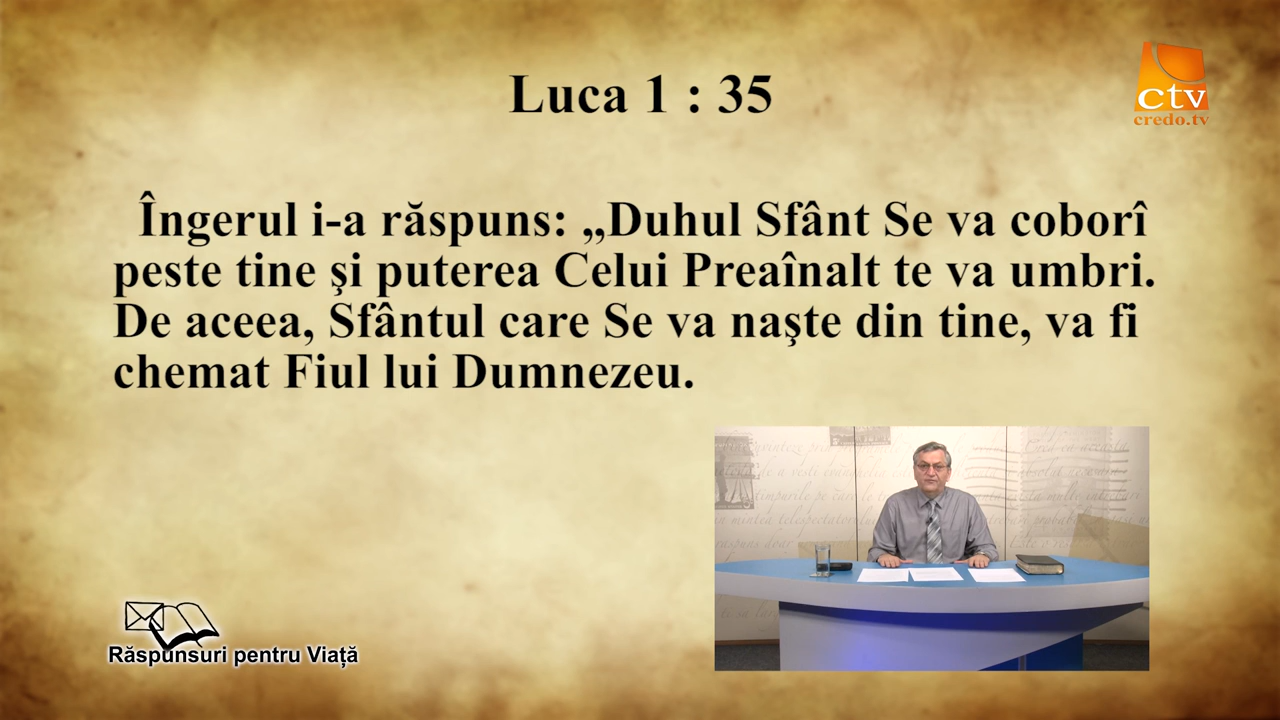 Luca 1 : 35
ctv
credo.tv
Îngerul i-a răspuns: „Duhul Sfânt Se va coborî
peste tine şi puterea Celui Preaînalt te va umbri.
De aceea, Sfântul care Se va naşte din tine, va fi
chemat Fiul lui Dumnezeu.
Răspunsuri pentru Viață